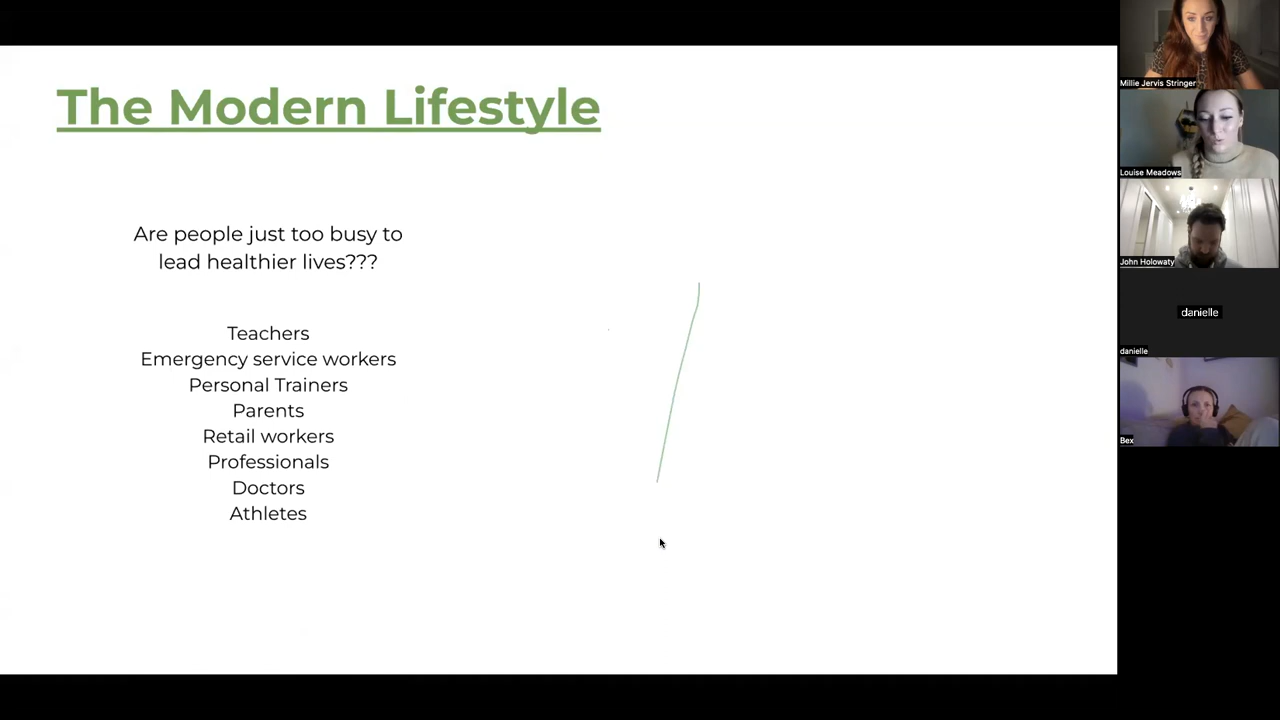 The Modern Lifestyle
Are people just too busy to
lead healthier lives???
Teachers
Emergency service workers
Personal Trainers
Parents
Retail workers
Professionals
Doctors
Athletes
Millie Jervis Stringer
Louise Meadows
John Holowaty
danielle
danielle
Bex